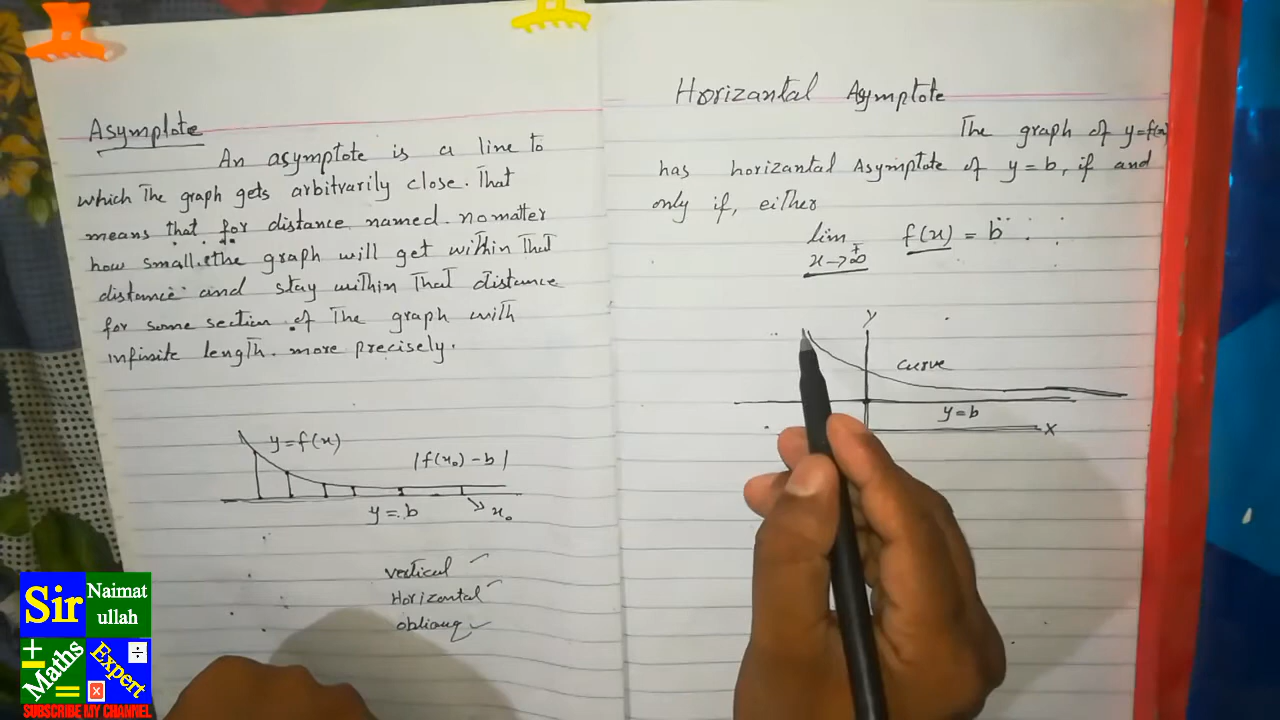 Asymptote
An asymptote is a line to
which The graph gets arbitrarily close. That
means that for distance named. no matter
how small the graph will get within That
distance and stay within That distance
for some section of The graph with
infinite length. more precisely.
y=f(x)
|f(x₀) - b|
y = b
x₀
vertical
Horizontal
obliauq
Horizantal Asymptote
The graph of y=f(x)
has horizantal Asymptote of y = b, if and
only if, either
lim f(x) = b
x→±∞
Y
curve
y=b
X
Sir
Naimat
ullah
+
Maths
=
÷
Expert
×
SUBSCRIBE MY CHANNEL